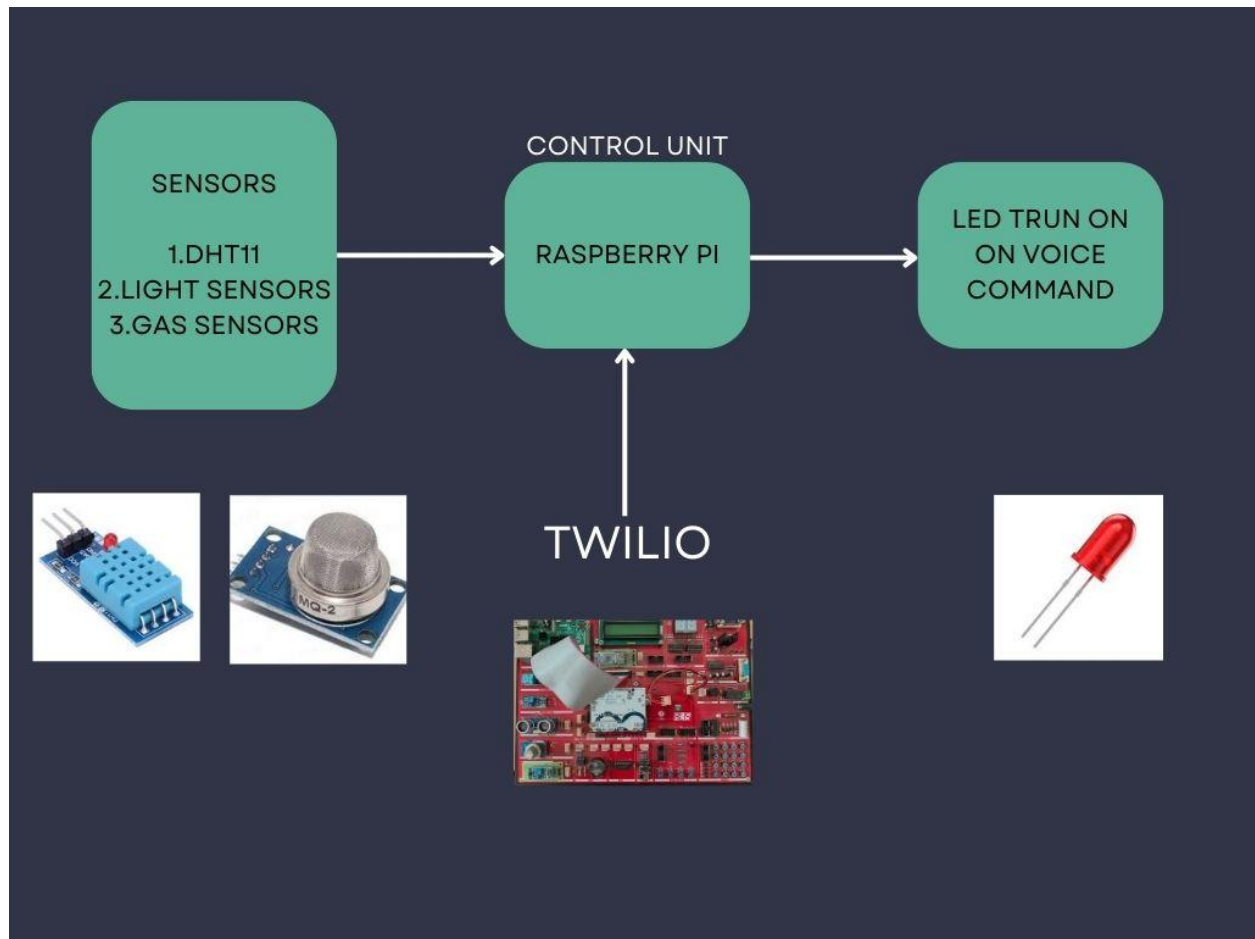 SENSORS
1.DHT11
2.LIGHT SENSORS
3.GAS SENSORS
CONTROL UNIT
RASPBERRY PI
LED TRUN ON
ON VOICE
COMMAND
TWILIO
MQ-2